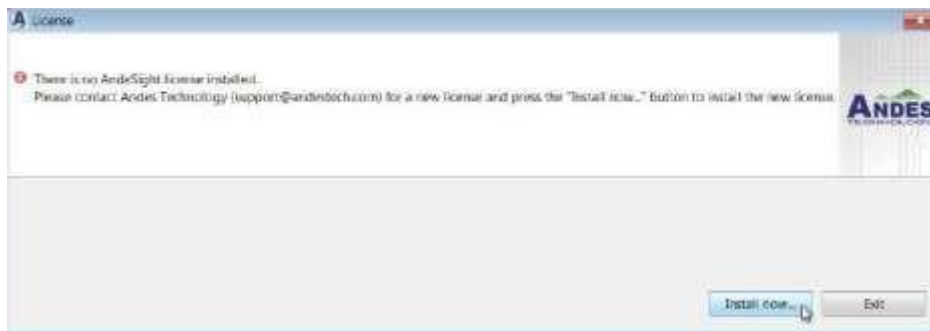 License
There is no AndeSight license installed.
Please contact Andes Technology (support@andestech.com) for a new license and press the "Install now..." button to install the new license.
ANDES
TECHNOLOGY
Install now...
Exit